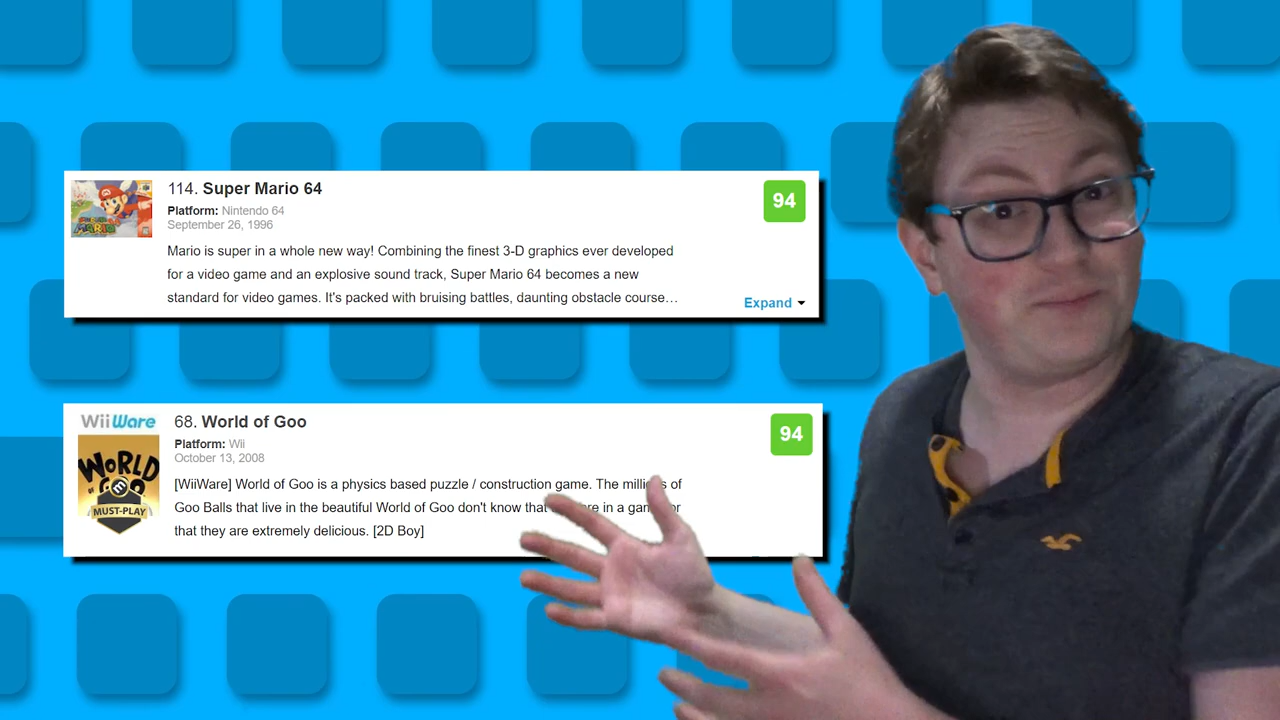 114. Super Mario 64
94
Platform: Nintendo 64
September 26, 1996
Mario is super in a whole new way! Combining the finest 3-D graphics ever developed
for a video game and an explosive sound track, Super Mario 64 becomes a new
standard for video games. It's packed with bruising battles, daunting obstacle course…
Expand
SUPER
MARIO
WiiWare
68. World of Goo
94
Platform: Wii
October 13, 2008
WORLD
OF GOO
MUST-PLAY
[WiiWare] World of Goo is a physics based puzzle / construction game. The of
Goo Balls that live in the beautiful World of Goo don't know that in a
that they are extremely delicious. [2D Boy]